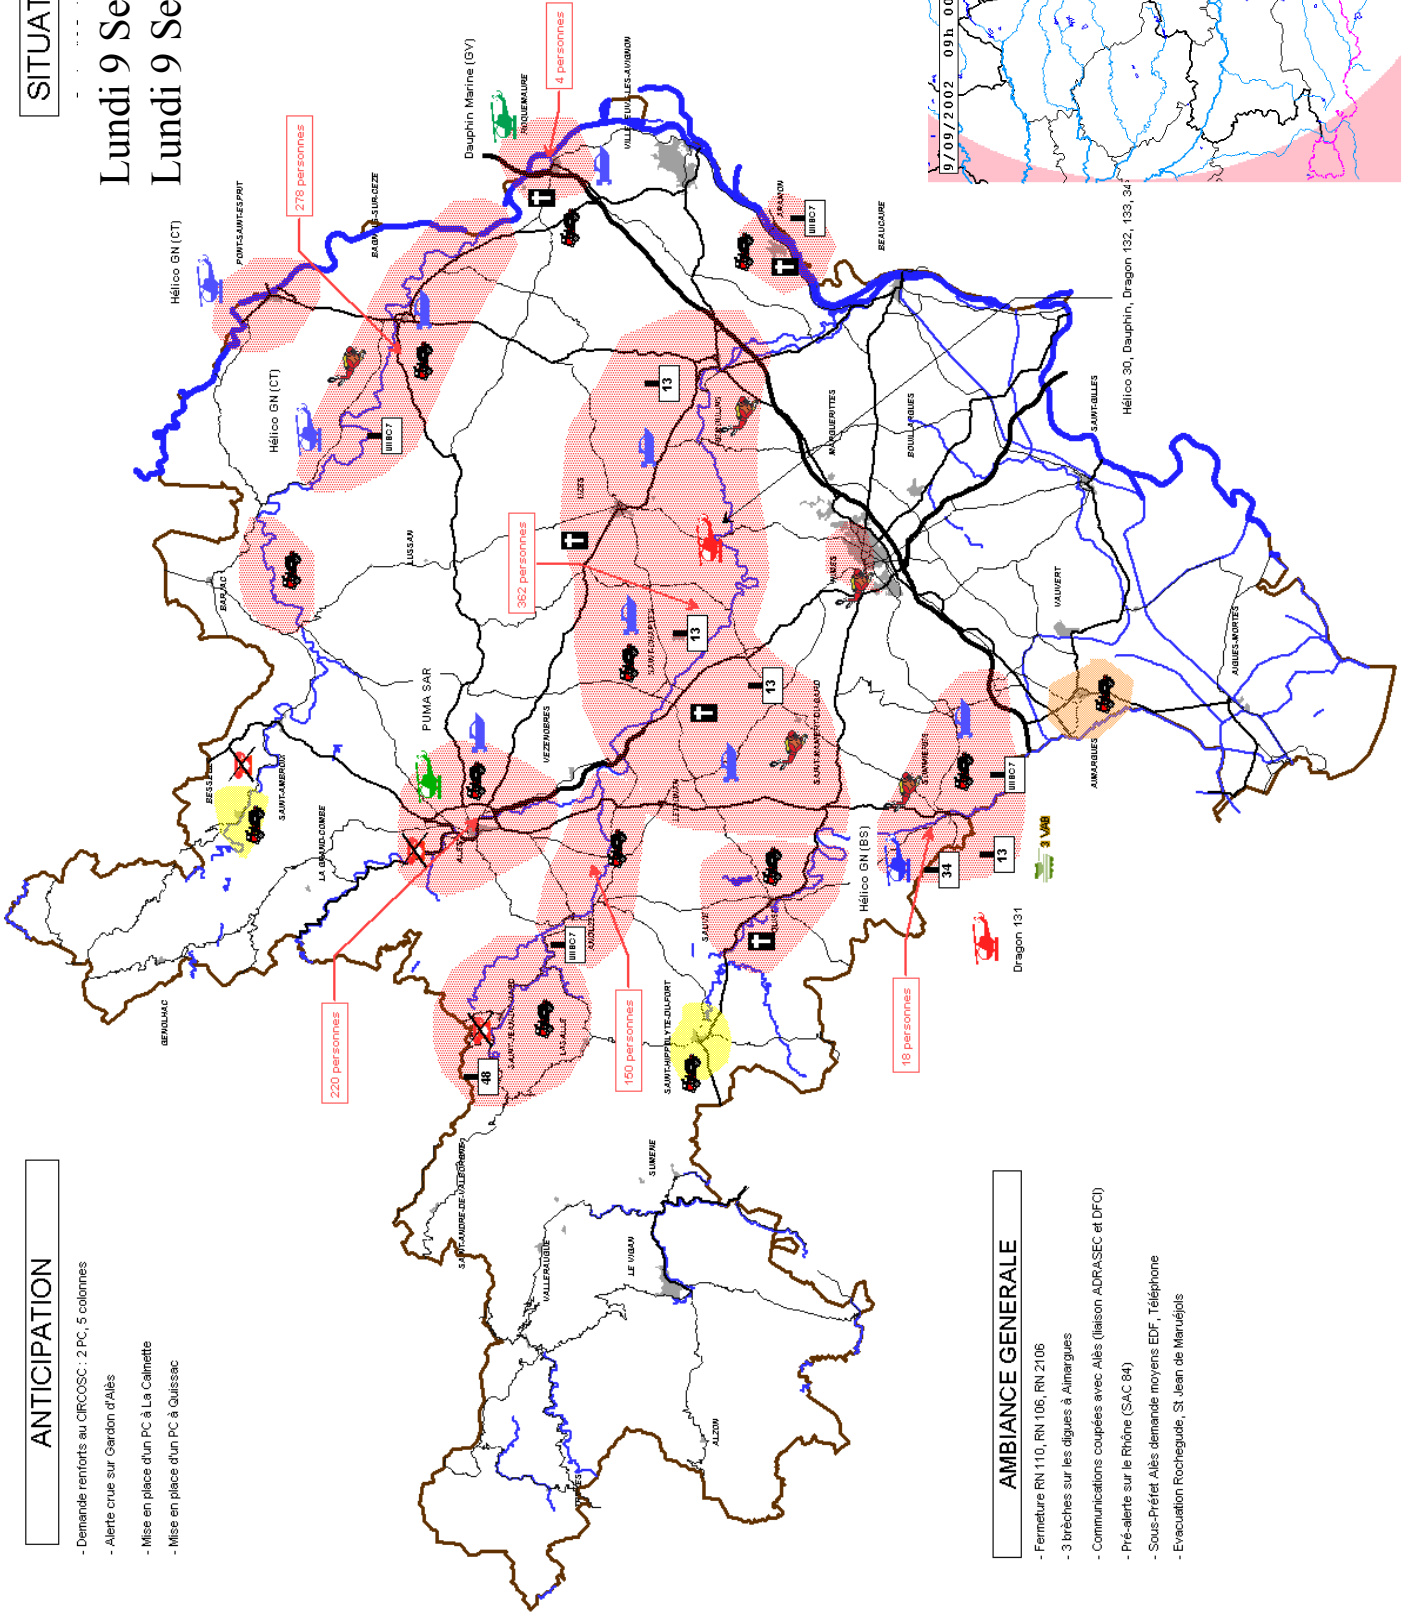 SITUAT
Lundi 9 Se
Lundi 9 Se
ANTICIPATION
- Demande renforts au CIRCOSC : 2 PC, 5 colonnes
- Alerte crue sur Gardon d'Alès
- Mise en place d'un PC à La Calmette
- Mise en place d'un PC à Quissac
AMBIANCE GENERALE
- Fermeture RN 110, RN 106, RN 2106
- 3 brèches sur les digues à Aimargues
- Communications coupées avec Alès (liaison ADRASEC et DFCI)
- Pré-alerte sur le Rhône (SAC 84)
- Sous-Préfet Alès demande moyens EDF, Téléphone
- Evacuation Rochegude, St Jean de Maruéjols
GENOLHAC
BESSE
SAINT-AMBROIX
LA GRAND-COMBE
BARJAC
LUSSAN
Hélico GN (CT)
PONT-SAINT-ESPRIT
Hélico GN (CT)
BAGNOLS-SUR-CEZE
278 personnes
UIIBC7
Dauphin Marine (GV)
ROQUEMAURE
4 personnes
VILLENEUVE-LES-AVIGNON
ARAMON
UIIBC7
BEAUCAIRE
Hélico 30, Dauphin, Dragon 132, 133, 34
9/09/2002 09h 00
PUMA SAR
ALES
VEZENOBRES
220 personnes
UZES
362 personnes
SAINT-CHAPTES
13
13
13
REMOULINS
MARGUERITTES
BOUILLARGUES
NIMES
SAINT-GILLES
VAUVERT
AIGUES-MORTES
AIMARGUES
SAINT-MAMERT-DU-GARD
LEDIGNAN
SOMMIERES
UIIBC7
13
34
3 VAB
Hélico GN (BS)
Dragon 131
18 personnes
SAUVE
SAINT-HIPPOLYTE-DU-FORT
150 personnes
ANDUZE
UIIBC7
SAINT-JEAN-DU-GARD
LASALLE
48
SAINT-ANDRE-DE-VALBORGNE
VALLERAUGUE
SUMENE
LE VIGAN
ALZON